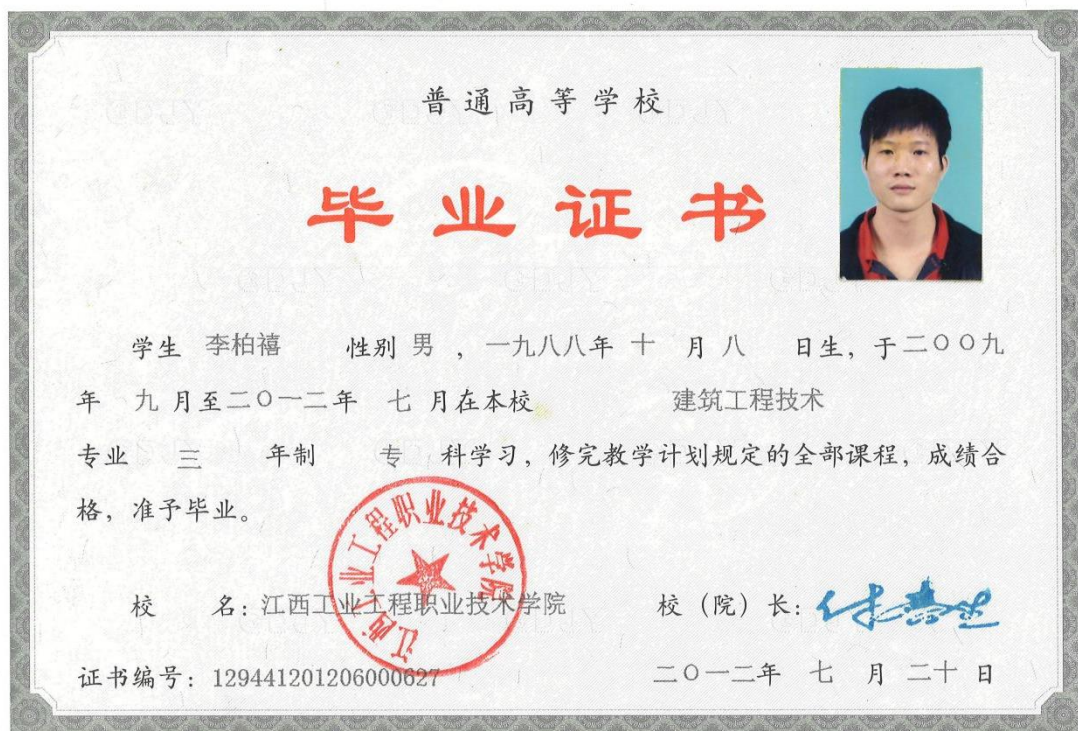 普通高等学校
毕业证书
学生 李柏禧 性别 男 ，一九八八年 十 月 八 日生，于二〇〇九
年 九 月至二〇一二年 七 月在本校 建筑工程技术
专业 三 年制 专 科学习，修完教学计划规定的全部课程，成绩合
格，准予毕业。
江西工业工程职业技术学院
校 名：江西工业工程职业技术学院 校（院）长：
证书编号：129441201206000627 二〇一二年 七 月 二十 日